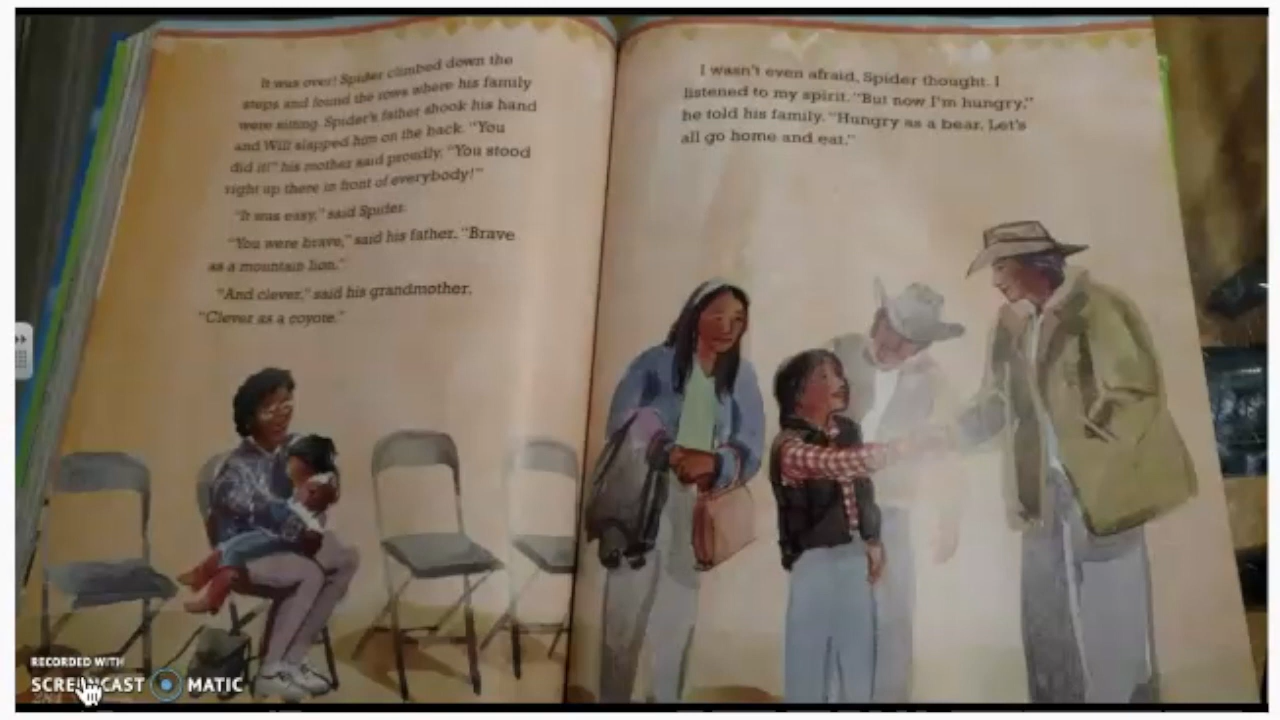 It was over! Spider climbed down the
steps and found the rows where his family
were sitting. Spider's father shook his hand
and Will slapped him on the back. "You
did it!" his mother said proudly. "You stood
right up there in front of everybody!"
"It was easy," said Spider.
"You were brave," said his father. "Brave
as a mountain lion."
"And clever," said his grandmother.
"Clever as a coyote."
I wasn't even afraid, Spider thought. I
listened to my spirit. "But now I'm hungry,"
he told his family. "Hungry as a bear. Let's
all go home and eat."
RECORDED WITH
SCREENCAST MATIC